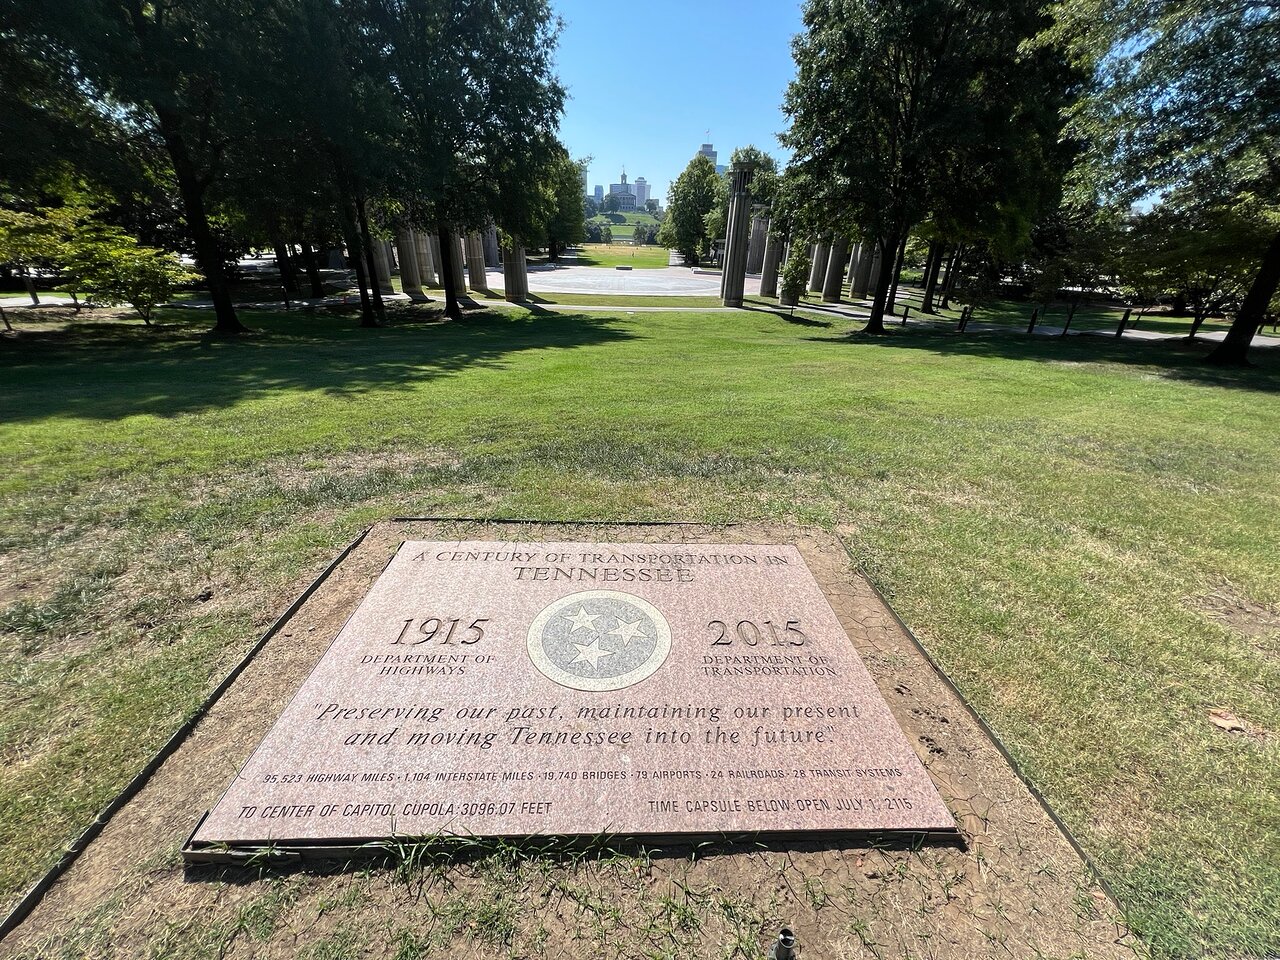 A CENTURY OF TRANSPORTATION IN
TENNESSEE
1915
DEPARTMENT OF
HIGHWAYS
2015
DEPARTMENT OF
TRANSPORTATION
"Preserving our past, maintaining our present
and moving Tennessee into the future."
95,523 HIGHWAY MILES · 1,104 INTERSTATE MILES · 19,740 BRIDGES · 79 AIRPORTS · 24 RAILROADS · 28 TRANSIT SYSTEMS
TO CENTER OF CAPITOL CUPOLA: 3096.07 FEET
TIME CAPSULE BELOW: OPEN JULY 1, 2115